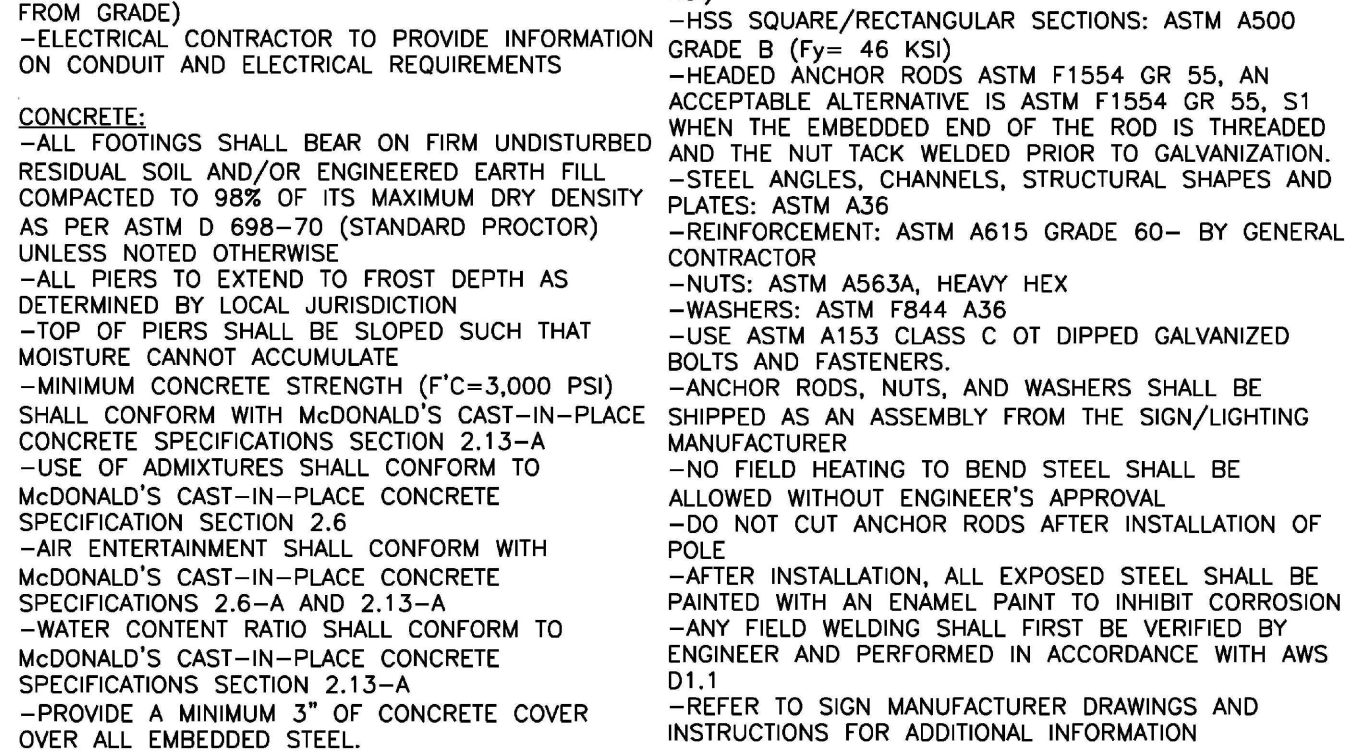 FROM GRADE)
–ELECTRICAL CONTRACTOR TO PROVIDE INFORMATION
ON CONDUIT AND ELECTRICAL REQUIREMENTS
CONCRETE:
–ALL FOOTINGS SHALL BEAR ON FIRM UNDISTURBED
RESIDUAL SOIL AND/OR ENGINEERED EARTH FILL
COMPACTED TO 98% OF ITS MAXIMUM DRY DENSITY
AS PER ASTM D 698–70 (STANDARD PROCTOR)
UNLESS NOTED OTHERWISE
–ALL PIERS TO EXTEND TO FROST DEPTH AS
DETERMINED BY LOCAL JURISDICTION
–TOP OF PIERS SHALL BE SLOPED SUCH THAT
MOISTURE CANNOT ACCUMULATE
–MINIMUM CONCRETE STRENGTH (F'C=3,000 PSI)
SHALL CONFORM WITH McDONALD'S CAST–IN–PLACE
CONCRETE SPECIFICATIONS SECTION 2.13–A
–USE OF ADMIXTURES SHALL CONFORM TO
McDONALD'S CAST–IN–PLACE CONCRETE
SPECIFICATION SECTION 2.6
–AIR ENTERTAINMENT SHALL CONFORM WITH
McDONALD'S CAST–IN–PLACE CONCRETE
SPECIFICATIONS 2.6–A AND 2.13–A
–WATER CONTENT RATIO SHALL CONFORM TO
McDONALD'S CAST–IN–PLACE CONCRETE
SPECIFICATIONS SECTION 2.13–A
–PROVIDE A MINIMUM 3" OF CONCRETE COVER
OVER ALL EMBEDDED STEEL.
–HSS SQUARE/RECTANGULAR SECTIONS: ASTM A500
GRADE B (Fy= 46 KSI)
–HEADED ANCHOR RODS ASTM F1554 GR 55, AN
ACCEPTABLE ALTERNATIVE IS ASTM F1554 GR 55, S1
WHEN THE EMBEDDED END OF THE ROD IS THREADED
AND THE NUT TACK WELDED PRIOR TO GALVANIZATION.
–STEEL ANGLES, CHANNELS, STRUCTURAL SHAPES AND
PLATES: ASTM A36
–REINFORCEMENT: ASTM A615 GRADE 60– BY GENERAL
CONTRACTOR
–NUTS: ASTM A563A, HEAVY HEX
–WASHERS: ASTM F844 A36
–USE ASTM A153 CLASS C OT DIPPED GALVANIZED
BOLTS AND FASTENERS.
–ANCHOR RODS, NUTS, AND WASHERS SHALL BE
SHIPPED AS AN ASSEMBLY FROM THE SIGN/LIGHTING
MANUFACTURER
–NO FIELD HEATING TO BEND STEEL SHALL BE
ALLOWED WITHOUT ENGINEER'S APPROVAL
–DO NOT CUT ANCHOR RODS AFTER INSTALLATION OF
POLE
–AFTER INSTALLATION, ALL EXPOSED STEEL SHALL BE
PAINTED WITH AN ENAMEL PAINT TO INHIBIT CORROSION
–ANY FIELD WELDING SHALL FIRST BE VERIFIED BY
ENGINEER AND PERFORMED IN ACCORDANCE WITH AWS
D1.1
–REFER TO SIGN MANUFACTURER DRAWINGS AND
INSTRUCTIONS FOR ADDITIONAL INFORMATION